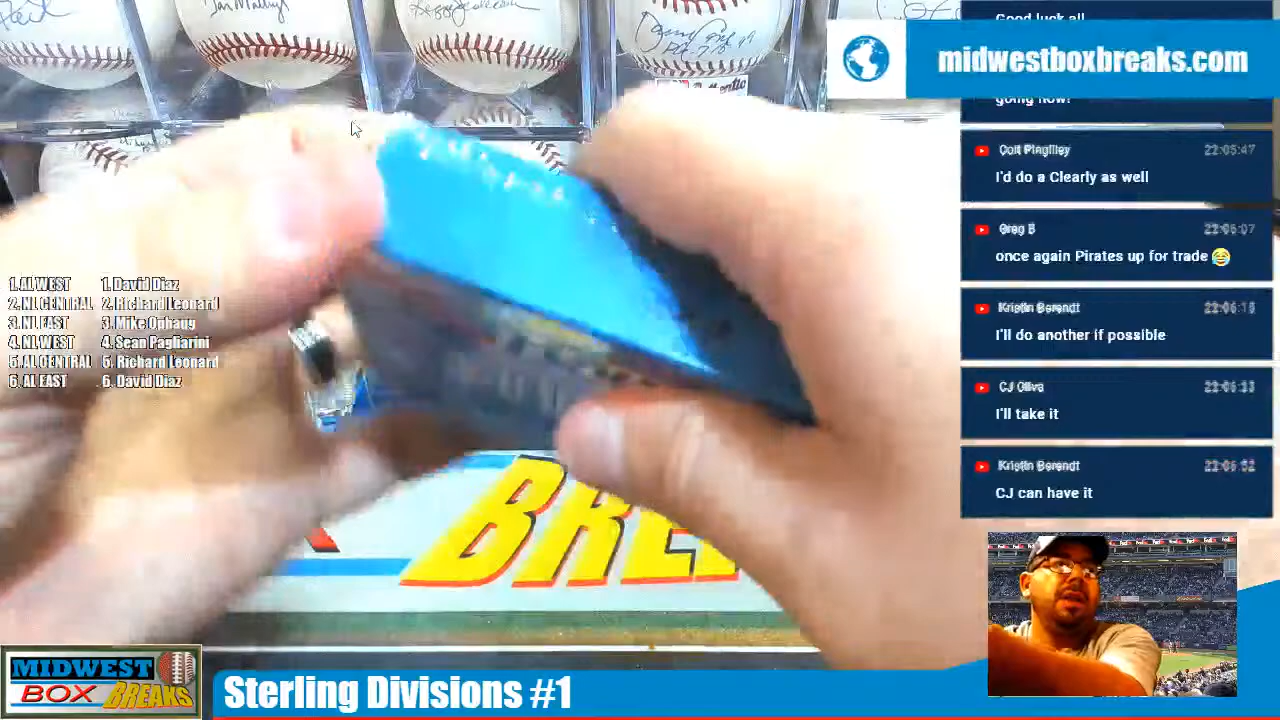 Good luck all
midwestboxbreaks.com
going now!
Colt Pingilley 22:05:47
I'd do a Clearly as well
Greg B 22:06:07
once again Pirates up for trade 😂
Kristin Berendt 22:06:15
I'll do another if possible
CJ Oliva 22:06:33
I'll take it
Kristin Berendt 22:06:52
CJ can have it
1. AL WEST 1. David Diaz
2. NL CENTRAL 2. Richard Leonard
3. NL EAST 3. Mike Ophaug
4. NL WEST 4. Sean Pagliarini
5. AL CENTRAL 5. Richard Leonard
6. AL EAST 6. David Diaz
BRE
MIDWEST
BOX BREAKS
Sterling Divisions #1